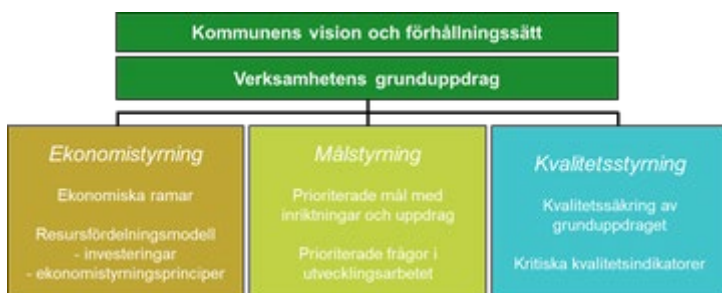 Kommunens vision och förhållningssätt
Verksamhetens grunduppdrag
Ekonomistyrning
Ekonomiska ramar
Resursfördelningsmodell
- investeringar
- ekonomistyrningsprinciper
Målstyrning
Prioriterade mål med
inriktningar och uppdrag
Prioriterade frågor i
utvecklingsarbetet
Kvalitetsstyrning
Kvalitetssäkring av
grunduppdraget
Kritiska kvalitetsindikatorer